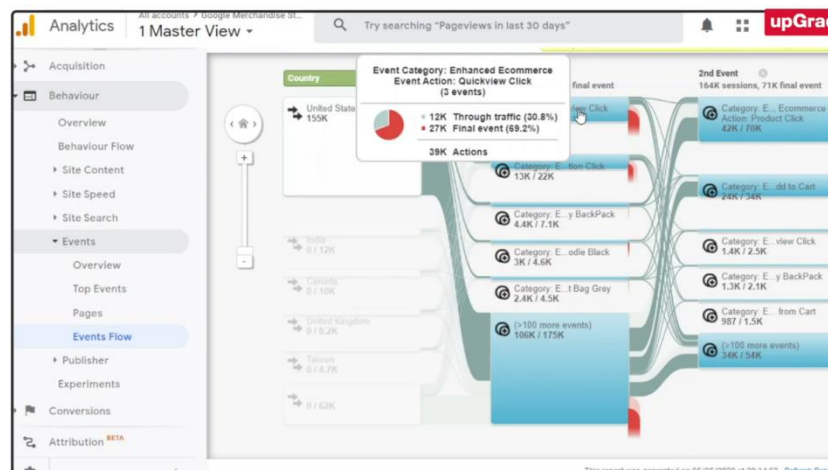 All accounts > Google Merchandise St...
Analytics
1 Master View
Try searching "Pageviews in last 30 days"
upGrad
Acquisition
Behaviour
Overview
Behaviour Flow
Site Content
Site Speed
Site Search
Events
Overview
Top Events
Pages
Events Flow
Publisher
Experiments
Conversions
Attribution BETA
Country
United State
155K
India
0 / 12K
Canada
0 / 10K
United Kingdom
0 / 8.2K
Taiwan
0 / 4.7K
0 / 62K
Event Category: Enhanced Ecommerce
Event Action: Quickview Click
(3 events)
12K Through traffic (30.8%)
27K Final event (69.2%)
39K Actions
final event
Click
Category: E...tion Click
13K / 22K
Category: E...y BackPack
4.4K / 7.1K
Category: E...odie Black
3K / 4.6K
Category: E...t Bag Grey
2.4K / 4.5K
(>100 more events)
106K / 175K
2nd Event
164K sessions, 71K final event
Category: E... Ecommerce
Action: Product Click
42K / 70K
Category: E...dd to Cart
24K / 34K
Category: E...view Click
1.4K / 2.5K
Category: E...y BackPack
1.3K / 2.1K
Category: E... from Cart
987 / 1.5K
(>100 more events)
34K / 54K